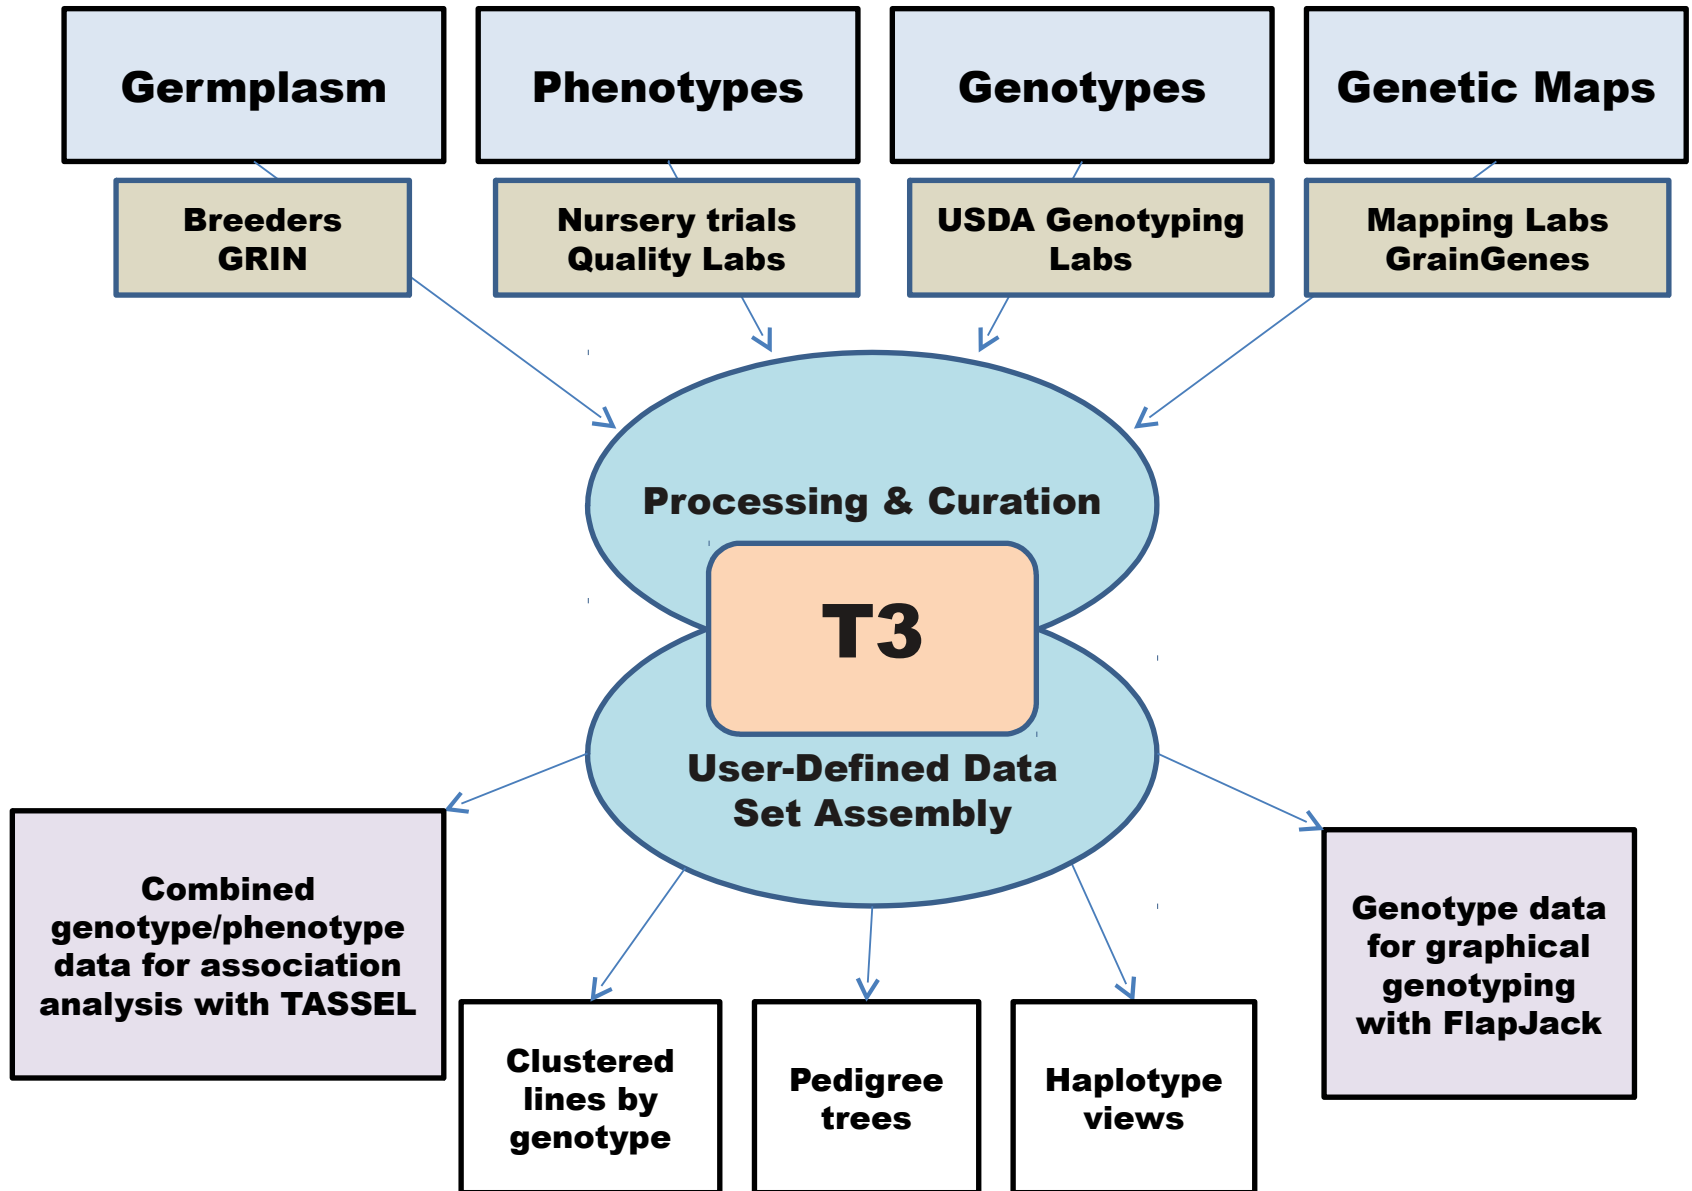 Germplasm
Phenotypes
Genotypes
Genetic Maps
Breeders
GRIN
Nursery trials
Quality Labs
USDA Genotyping
Labs
Mapping Labs
GrainGenes
Processing & Curation
T3
User-Defined Data
Set Assembly
Combined
genotype/phenotype
data for association
analysis with TASSEL
Clustered
lines by
genotype
Pedigree
trees
Haplotype
views
Genotype data
for graphical
genotyping
with FlapJack